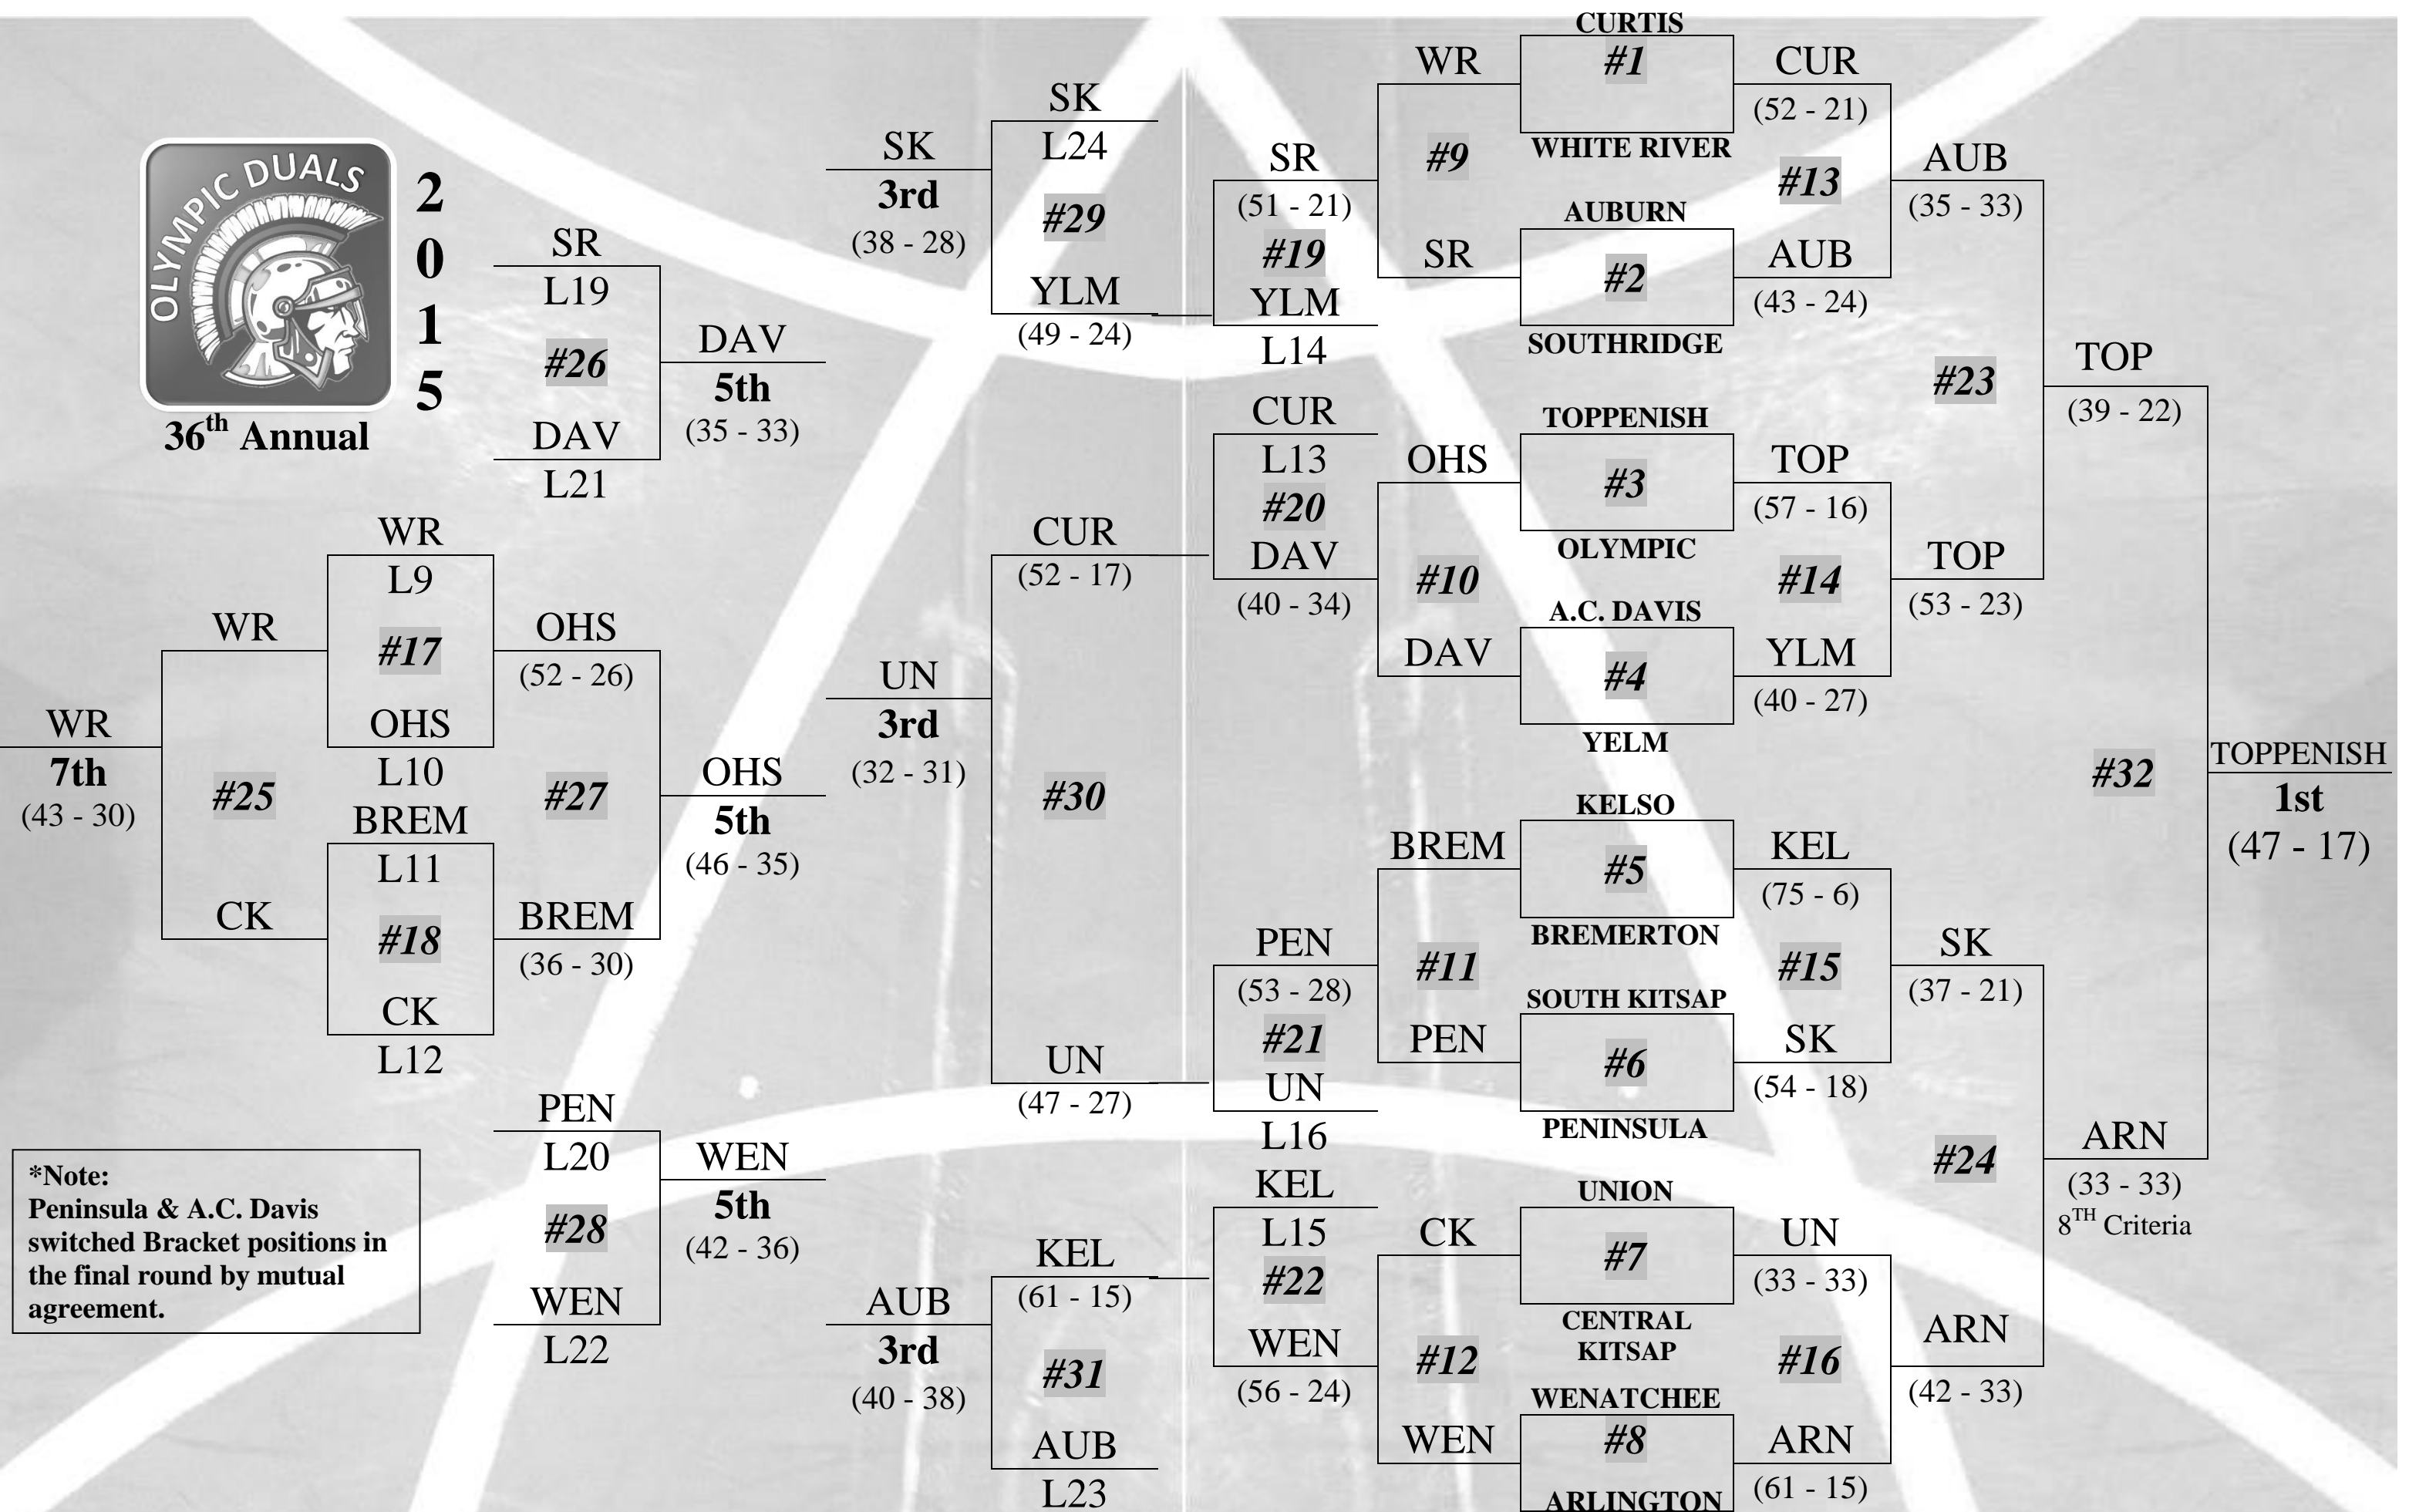 OLYMPIC DUALS
2
0
1
5
36th Annual
SR
L19
#26
DAV
L21
DAV
5th
(35 - 33)
SK
3rd
(38 - 28)
SK
L24
#29
YLM
(49 - 24)
SR
(51 - 21)
#19
YLM
L14
WR
#9
SR
CURTIS
#1
WHITE RIVER
AUBURN
#2
SOUTHRIDGE
CUR
(52 - 21)
#13
AUB
(43 - 24)
AUB
(35 - 33)
#23
TOP
(39 - 22)
CUR
L13
#20
DAV
(40 - 34)
OHS
#10
DAV
TOPPENISH
#3
OLYMPIC
A.C. DAVIS
#4
YELM
TOP
(57 - 16)
#14
YLM
(40 - 27)
TOP
(53 - 23)
WR
7th
(43 - 30)
WR
#25
CK
WR
L9
#17
OHS
L10
BREM
L11
#18
CK
L12
OHS
(52 - 26)
#27
BREM
(36 - 30)
OHS
5th
(46 - 35)
UN
3rd
(32 - 31)
CUR
(52 - 17)
#30
UN
(47 - 27)
PEN
(53 - 28)
#21
UN
L16
BREM
#11
PEN
KELSO
#5
BREMERTON
SOUTH KITSAP
#6
PENINSULA
KEL
(75 - 6)
#15
SK
(54 - 18)
SK
(37 - 21)
#24
#32
TOPPENISH
1st
(47 - 17)
ARN
(33 - 33)
8TH Criteria
*Note:
Peninsula & A.C. Davis
switched Bracket positions in
the final round by mutual
agreement.
PEN
L20
#28
WEN
L22
WEN
5th
(42 - 36)
AUB
3rd
(40 - 38)
KEL
(61 - 15)
#31
AUB
L23
KEL
L15
#22
WEN
(56 - 24)
CK
#12
WEN
UNION
#7
CENTRAL
KITSAP
WENATCHEE
#8
ARLINGTON
UN
(33 - 33)
#16
ARN
(61 - 15)
ARN
(42 - 33)